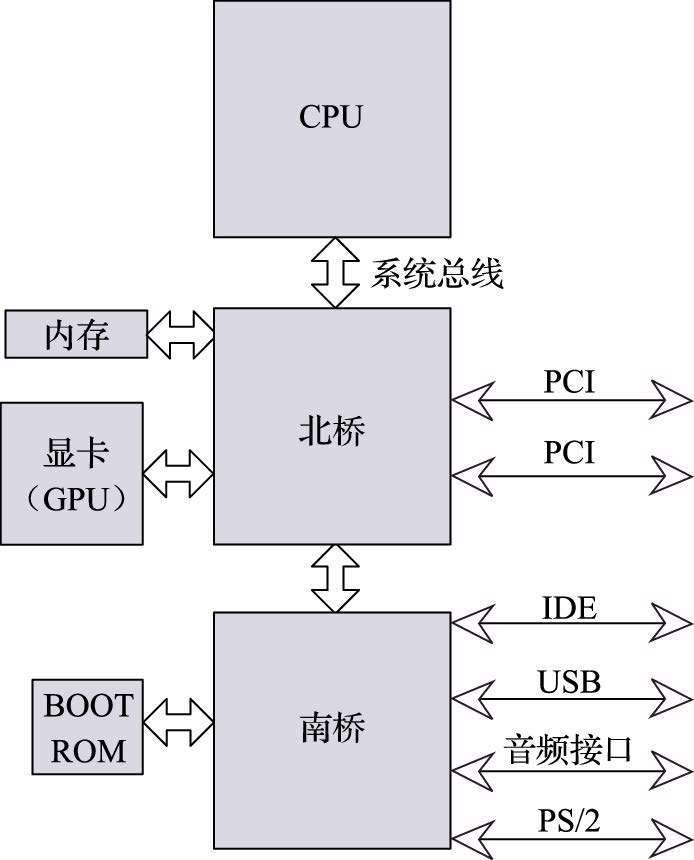 CPU
系统总线
内存
北桥
PCI
显卡
（GPU）
PCI
IDE
USB
BOOT
ROM
南桥
音频接口
PS/2